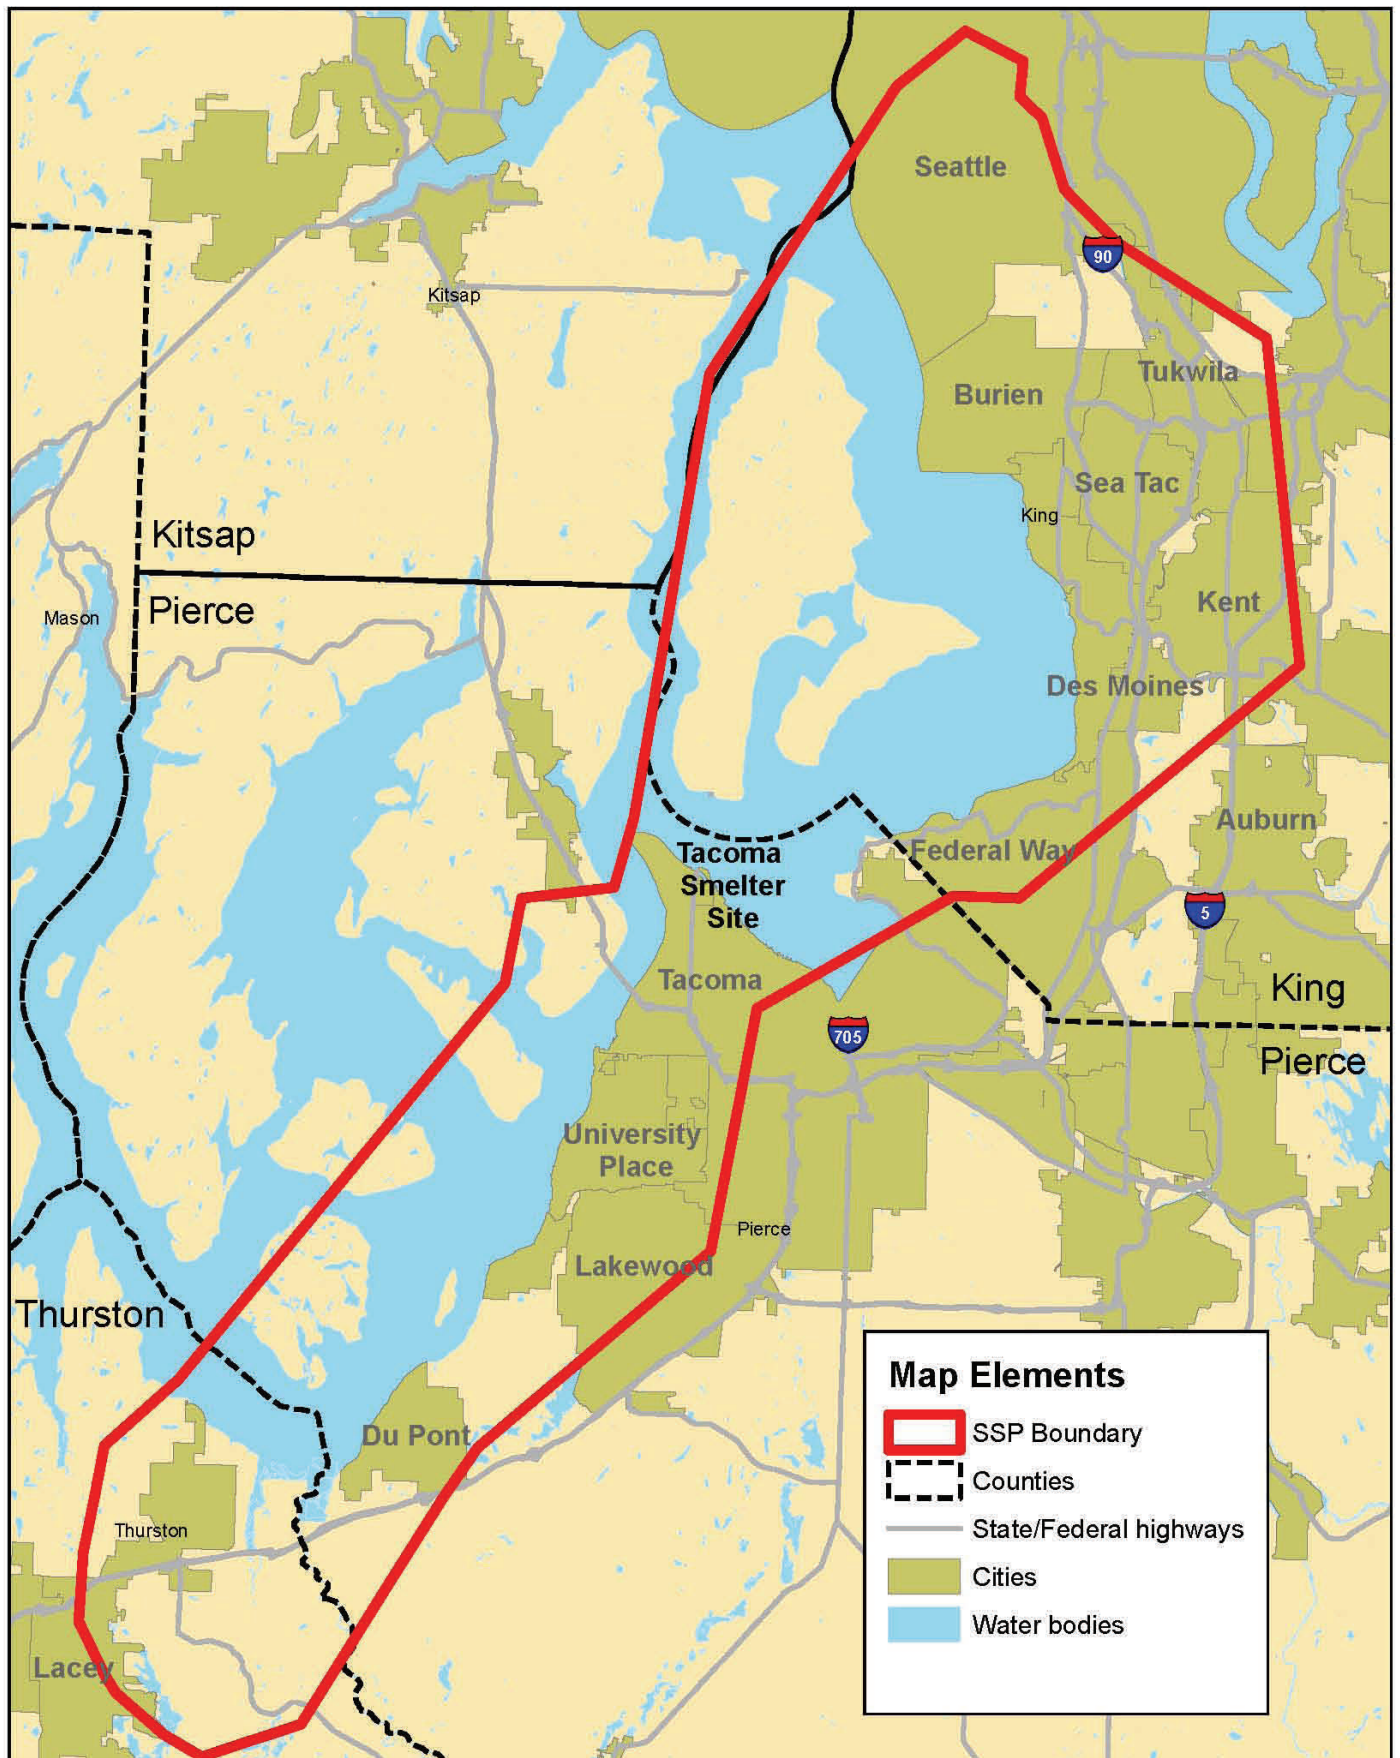 Seattle
90
Kitsap
Tukwila
Burien
Sea Tac
King
Kitsap
Kent
Pierce
Mason
Des Moines
Auburn
Federal Way
Tacoma
Smelter
Site
5
Tacoma
King
705
Pierce
University
Place
Pierce
Lakewood
Thurston
Du Pont
Thurston
Lacey
Map Elements
SSP Boundary
Counties
State/Federal highways
Cities
Water bodies